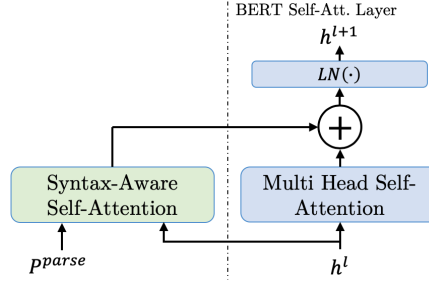 BERT Self-Att. Layer
h^{l+1}
LN(·)
+
Syntax-Aware
Self-Attention
Multi Head Self-
Attention
P^{parse}
h^l